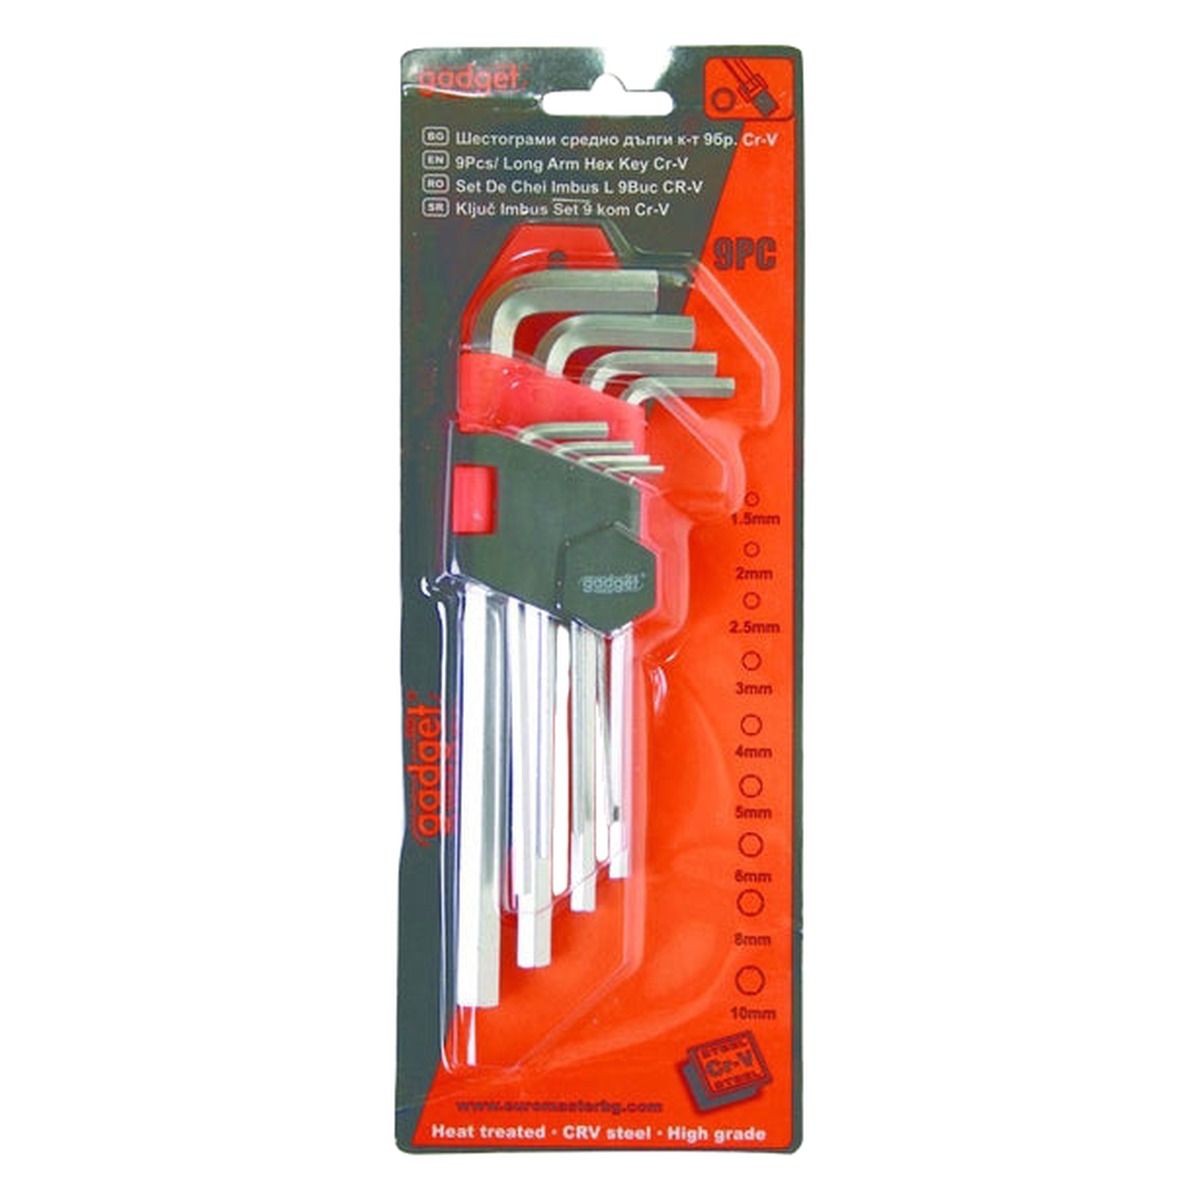 gadget
BG Шестограми средно дълги к-т 9бр. Cr-V
EN 9Pcs/ Long Arm Hex Key Cr-V
RO Set De Chei Imbus L 9Buc CR-V
SR Ključ Imbus Set 9 kom Cr-V
9PC
gadget
1.5mm
2mm
2.5mm
3mm
4mm
5mm
6mm
8mm
10mm
gadget
STEEL
Cr-V
STEEL
www.euromasterbg.com
Heat treated · CRV steel · High grade